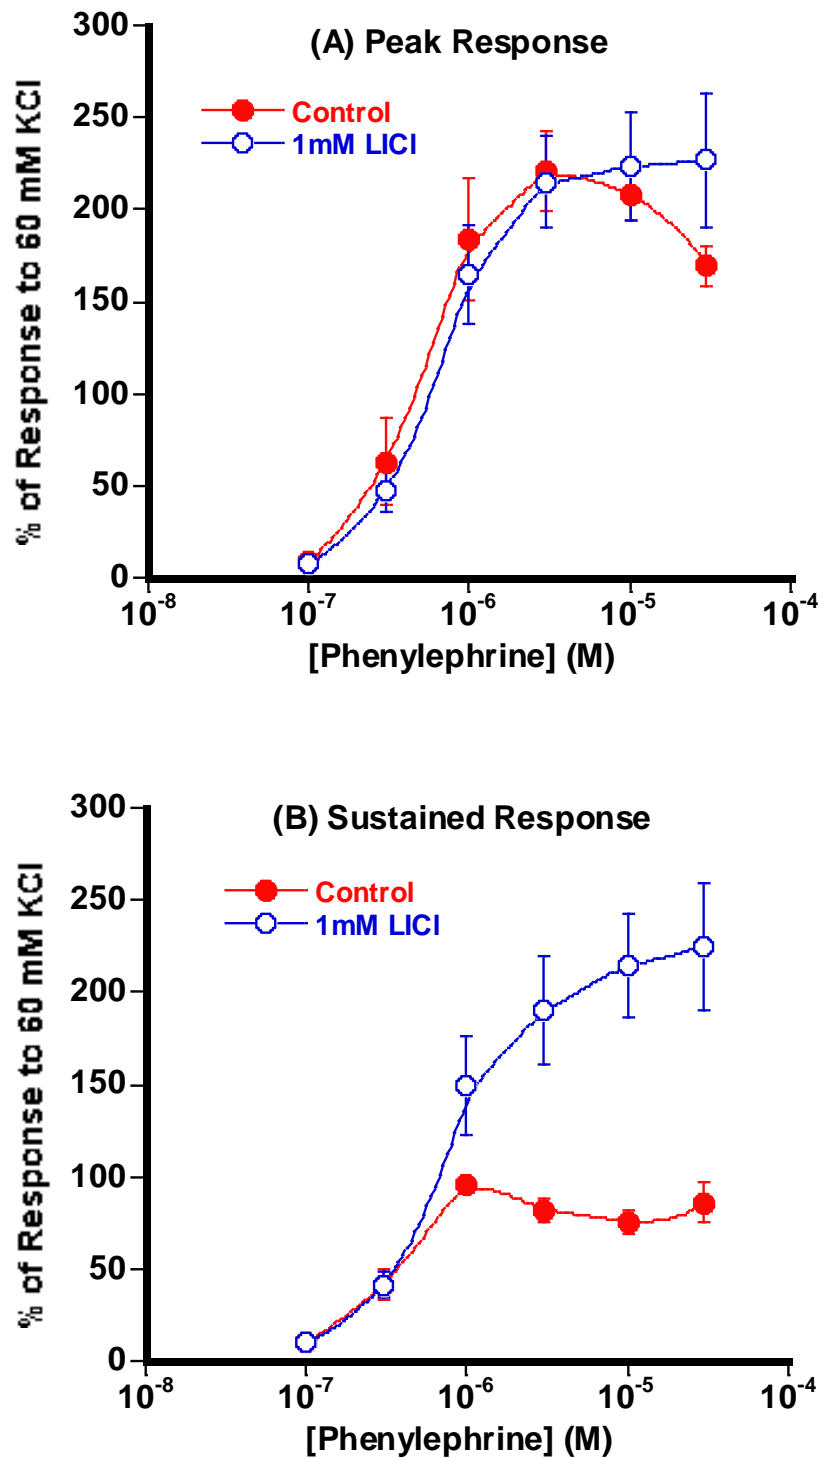 (A) Peak Response
Control
1mM LICI
% of Response to 60 mM KCl
300
250
200
150
100
50
0
10-8 10-7 10-6 10-5 10-4
[Phenylephrine] (M)
(B) Sustained Response
Control
1mM LICI
% of Response to 60 mM KCl
300
250
200
150
100
50
0
10-8 10-7 10-6 10-5 10-4
[Phenylephrine] (M)